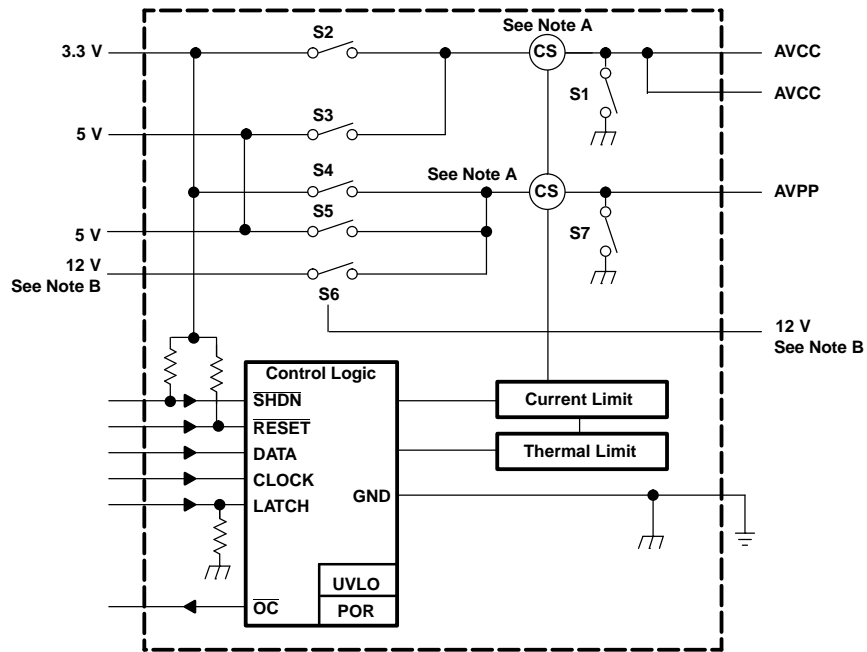 See Note A
S2
3.3 V
CS
AVCC
S1
AVCC
S3
5 V
S4
See Note A
CS
AVPP
S5
5 V
S7
12 V
See Note B
S6
12 V
See Note B
Control Logic
SHDN
Current Limit
RESET
DATA
Thermal Limit
CLOCK
LATCH
GND
UVLO
OC
POR